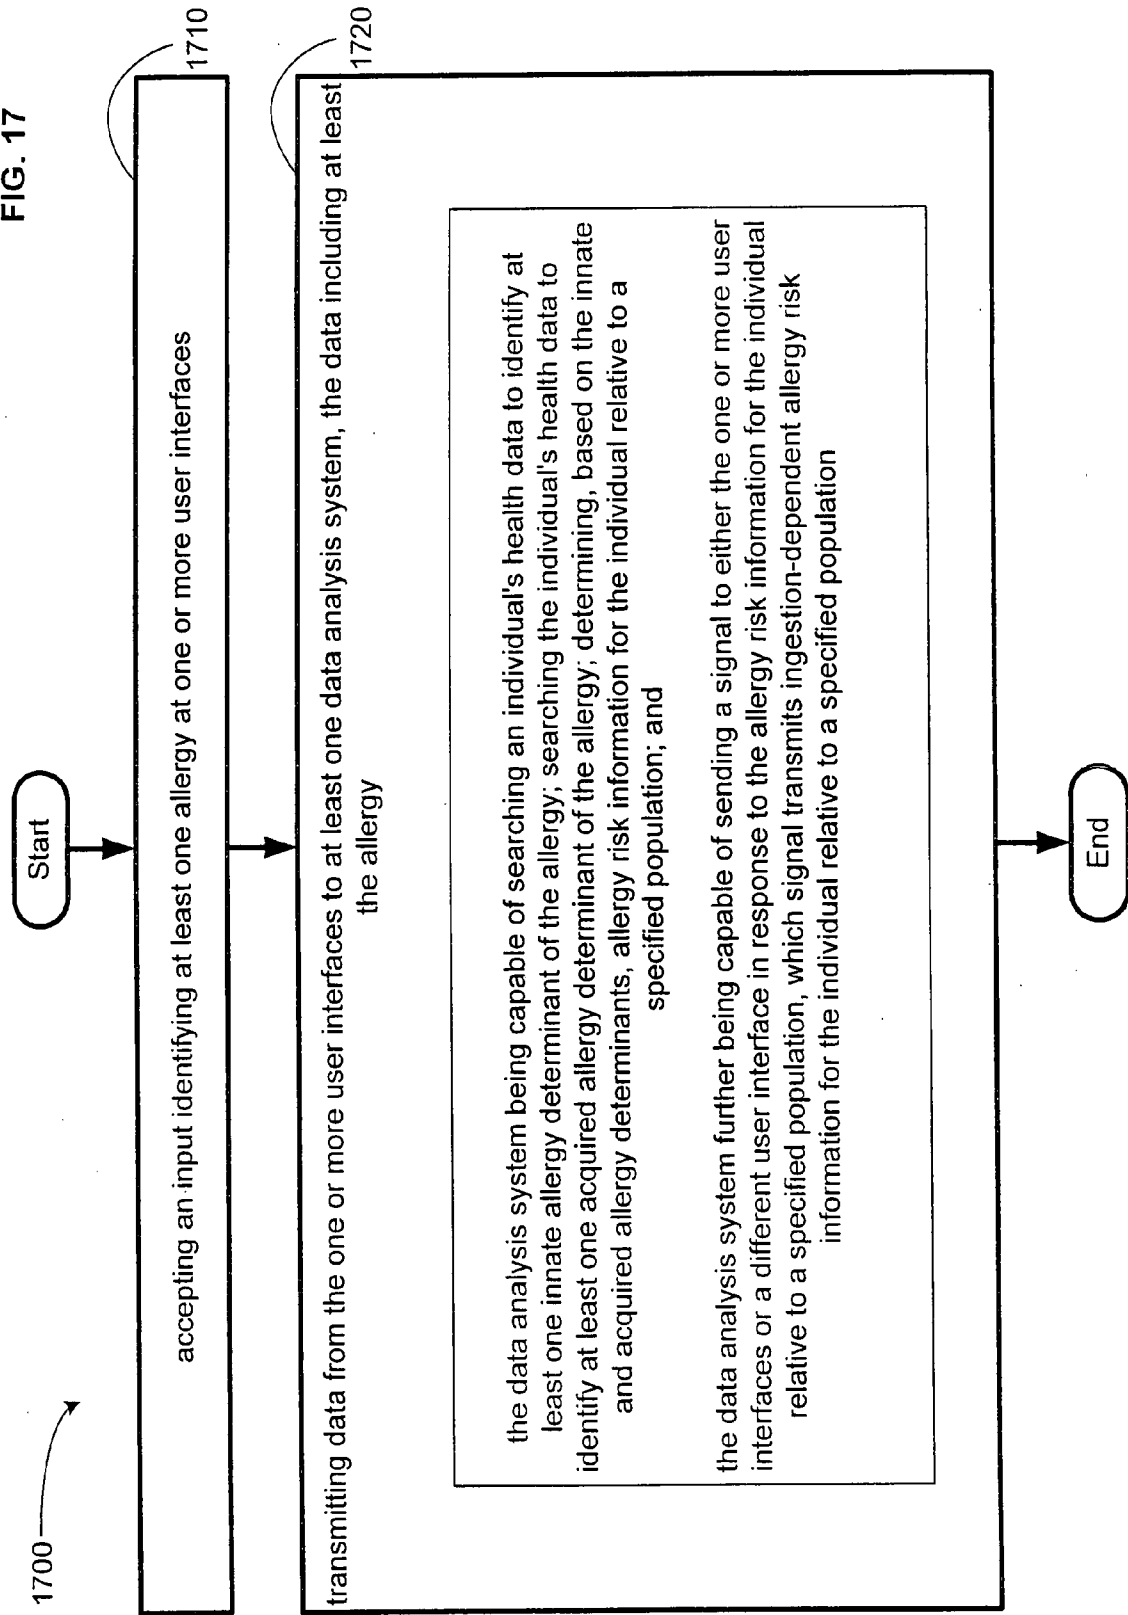 FIG. 17
1700
Start
1710
accepting an input identifying at least one allergy at one or more user interfaces
1720
transmitting data from the one or more user interfaces to at least one data analysis system, the data including at least
the allergy
the data analysis system being capable of searching an individual's health data to identify at
least one innate allergy determinant of the allergy; searching the individual's health data to
identify at least one acquired allergy determinant of the allergy; determining, based on the innate
and acquired allergy determinants, allergy risk information for the individual relative to a
specified population; and
the data analysis system further being capable of sending a signal to either the one or more user
interfaces or a different user interface in response to the allergy risk information for the individual
relative to a specified population, which signal transmits ingestion-dependent allergy risk
information for the individual relative to a specified population
End